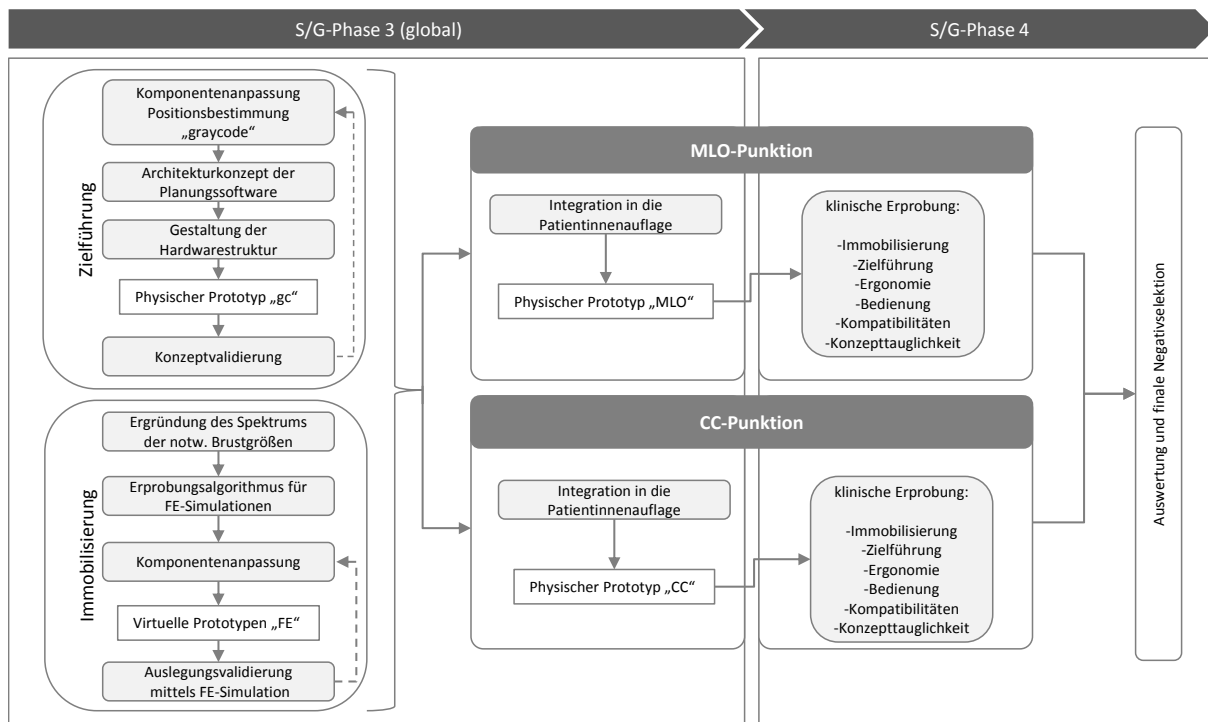 S/G-Phase 3 (global)
S/G-Phase 4
Zielführung
Komponentenanpassung
Positionsbestimmung
„graycode“
Architekturkonzept der
Planungssoftware
Gestaltung der
Hardwarestruktur
Physischer Prototyp „gc“
Konzeptvalidierung
Immobilisierung
Ergründung des Spektrums
der notw. Brustgrößen
Erprobungsalgorithmus für
FE-Simulationen
Komponentenanpassung
Virtuelle Prototypen „FE“
Auslegungsvalidierung
mittels FE-Simulation
MLO-Punktion
Integration in die
Patientinnenauflage
Physischer Prototyp „MLO“
klinische Erprobung:
-Immobilisierung
-Zielführung
-Ergonomie
-Bedienung
-Kompatibilitäten
-Konzepttauglichkeit
CC-Punktion
Integration in die
Patientinnenauflage
Physischer Prototyp „CC“
klinische Erprobung:
-Immobilisierung
-Zielführung
-Ergonomie
-Bedienung
-Kompatibilitäten
-Konzepttauglichkeit
Auswertung und finale Negativselektion